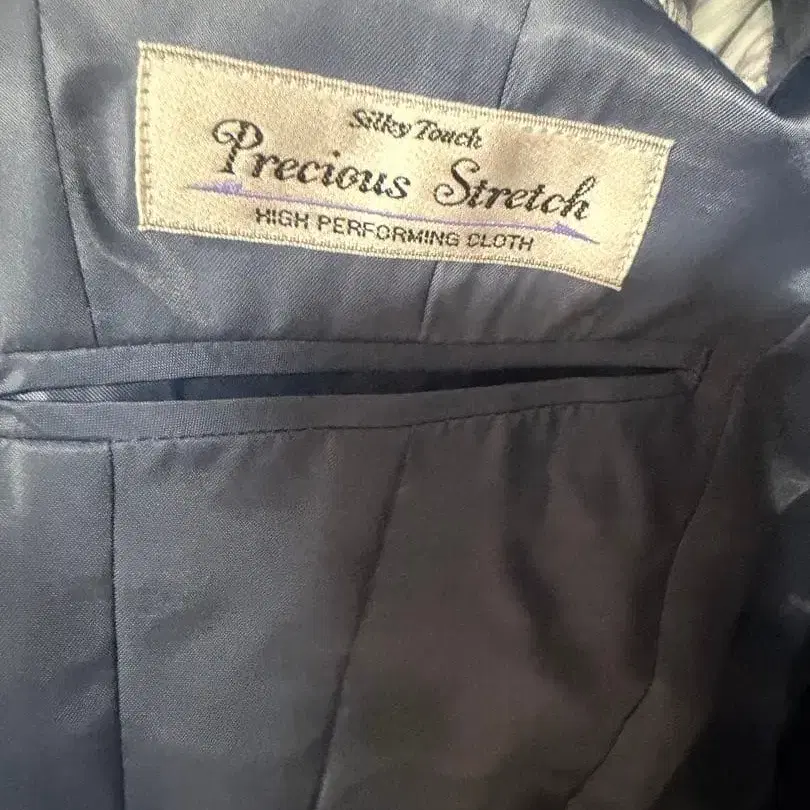 Silky Touch
Precious Stretch
HIGH PERFORMING CLOTH